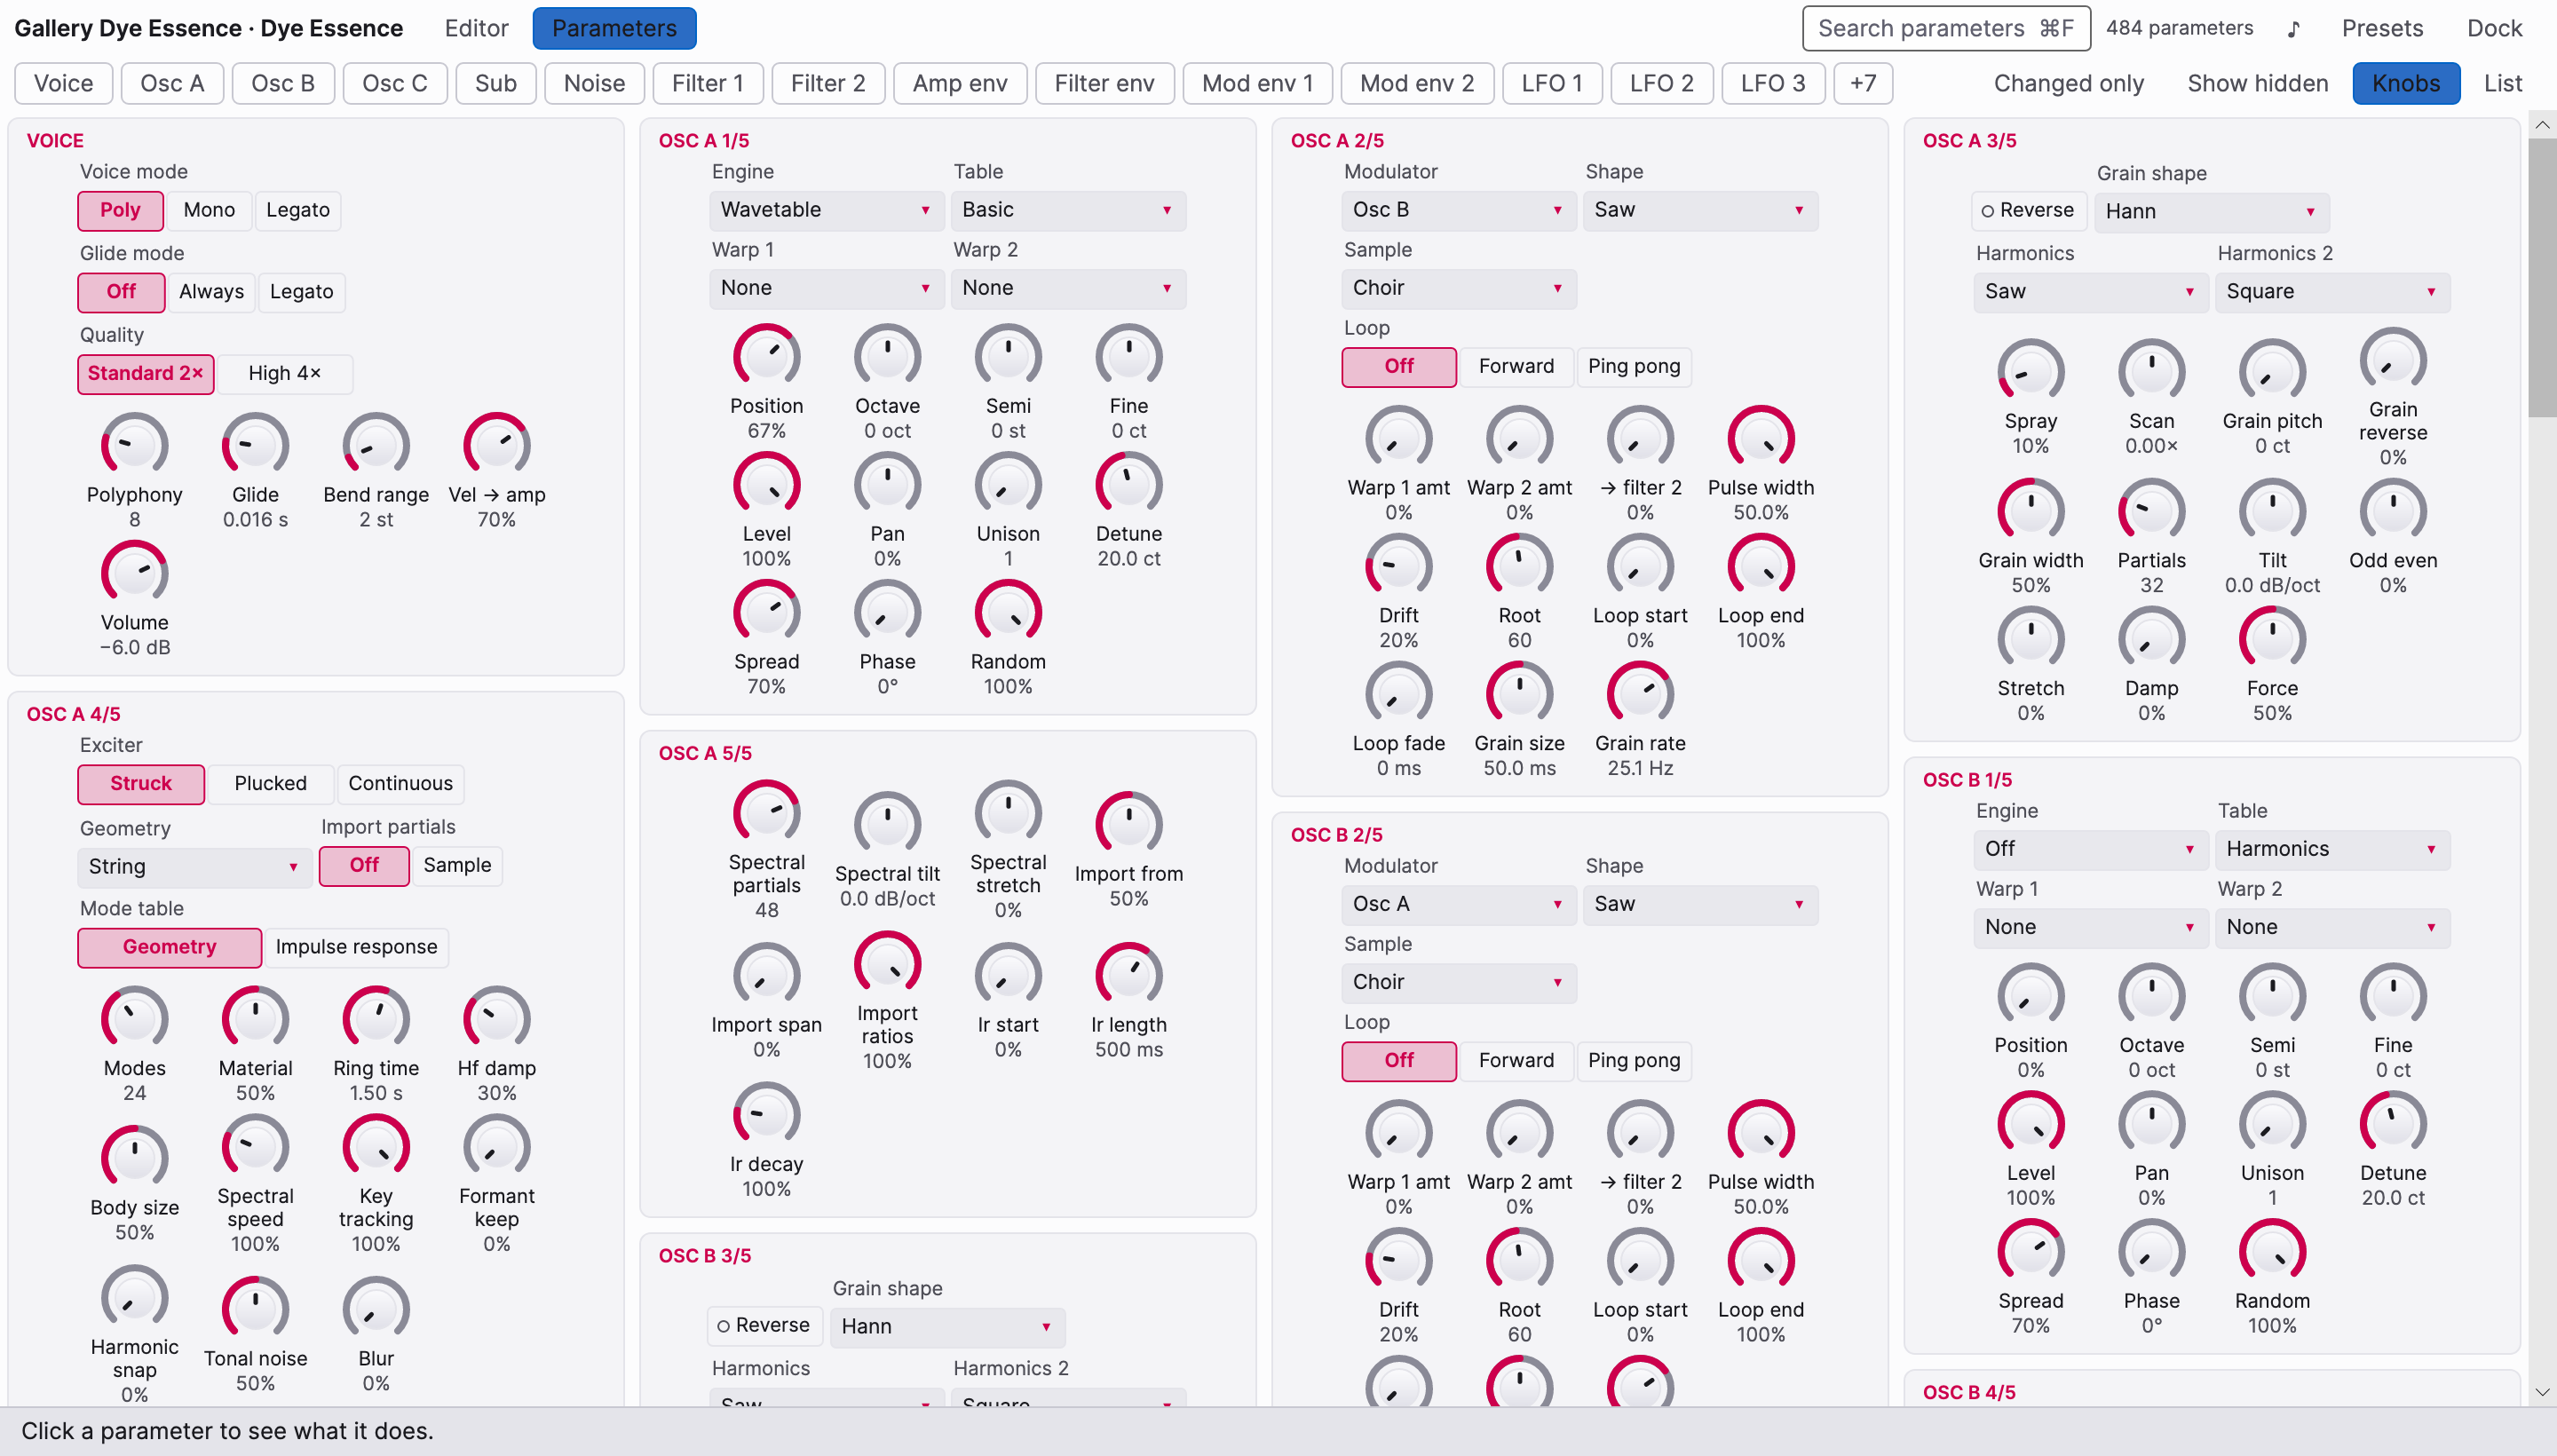 Gallery Dye Essence · Dye Essence
Editor
Parameters
Search parameters ⌘F
484 parameters
Presets
Dock
Voice
Osc A
Osc B
Osc C
Sub
Noise
Filter 1
Filter 2
Amp env
Filter env
Mod env 1
Mod env 2
LFO 1
LFO 2
LFO 3
+7
Changed only
Show hidden
Knobs
List
VOICE
Voice mode
Poly Mono Legato
Glide mode
Off Always Legato
Quality
Standard 2× High 4×
Polyphony Glide Bend range Vel → amp
8 0.016 s 2 st 70%
Volume
−6.0 dB
OSC A 1/5
Engine Table
Wavetable Basic
Warp 1 Warp 2
None None
Position Octave Semi Fine
67% 0 oct 0 st 0 ct
Level Pan Unison Detune
100% 0% 1 20.0 ct
Spread Phase Random
70% 0° 100%
OSC A 2/5
Modulator Shape
Osc B Saw
Sample
Choir
Loop
Off Forward Ping pong
Warp 1 amt Warp 2 amt → filter 2 Pulse width
0% 0% 0% 50.0%
Drift Root Loop start Loop end
20% 60 0% 100%
Loop fade Grain size Grain rate
0 ms 50.0 ms 25.1 Hz
OSC A 3/5
Grain shape
Reverse Hann
Harmonics Harmonics 2
Saw Square
Spray Scan Grain pitch Grain reverse
10% 0.00× 0 ct 0%
Grain width Partials Tilt Odd even
50% 32 0.0 dB/oct 0%
Stretch Damp Force
0% 0% 50%
OSC A 4/5
Exciter
Struck Plucked Continuous
Geometry Import partials
String Off Sample
Mode table
Geometry Impulse response
Modes Material Ring time Hf damp
24 50% 1.50 s 30%
Body size Spectral speed Key tracking Formant keep
50% 100% 100% 0%
Harmonic snap Tonal noise Blur
0% 50% 0%
OSC A 5/5
Spectral partials Spectral tilt Spectral stretch Import from
48 0.0 dB/oct 0% 50%
Import span Import ratios Ir start Ir length
0% 100% 0% 500 ms
Ir decay
100%
OSC B 2/5
Modulator Shape
Osc A Saw
Sample
Choir
Loop
Off Forward Ping pong
Warp 1 amt Warp 2 amt → filter 2 Pulse width
0% 0% 0% 50.0%
Drift Root Loop start Loop end
20% 60 0% 100%
OSC B 1/5
Engine Table
Off Harmonics
Warp 1 Warp 2
None None
Position Octave Semi Fine
0% 0 oct 0 st 0 ct
Level Pan Unison Detune
100% 0% 1 20.0 ct
Spread Phase Random
70% 0° 100%
OSC B 3/5
Grain shape
Reverse Hann
Harmonics Harmonics 2
Saw Square
OSC B 4/5
Click a parameter to see what it does.